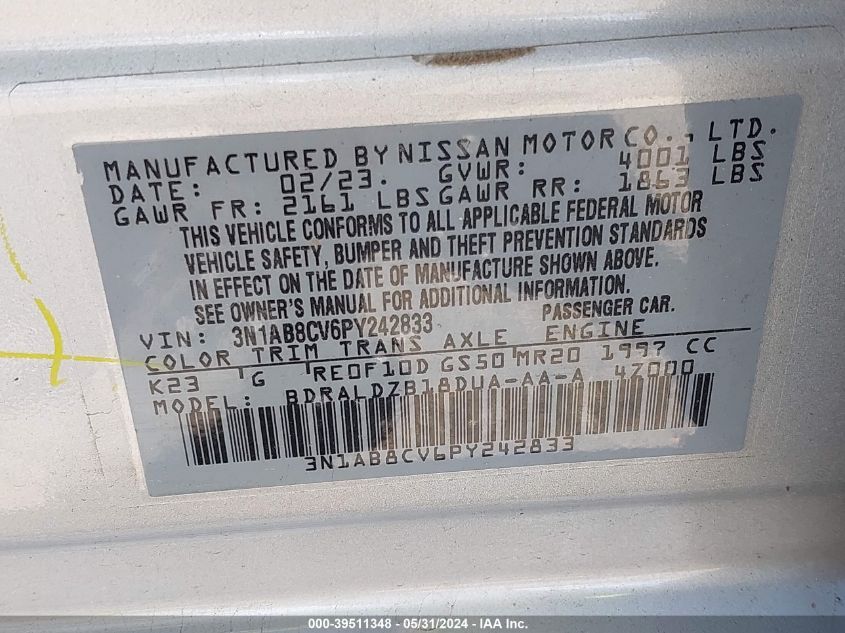 MANUFACTURED BY NISSAN MOTOR CO., LTD.
DATE: 02/23. GVWR: 4001 LBS
GAWR FR: 2161 LBS GAWR RR: 1863 LBS
THIS VEHICLE CONFORMS TO ALL APPLICABLE FEDERAL MOTOR
VEHICLE SAFETY, BUMPER AND THEFT PREVENTION STANDARDS
IN EFFECT ON THE DATE OF MANUFACTURE SHOWN ABOVE.
SEE OWNER'S MANUAL FOR ADDITIONAL INFORMATION.
VIN: 3N1AB8CV6PY242833 PASSENGER CAR.
COLOR TRIM TRANS AXLE ENGINE
K23 G RE0F10D GS50 MR20 1997 CC
MODEL: BDRALDZB18DUA-AA-A 4Z000
3N1AB8CV6PY242833
000-39511348 - 05/31/2024 - IAA Inc.